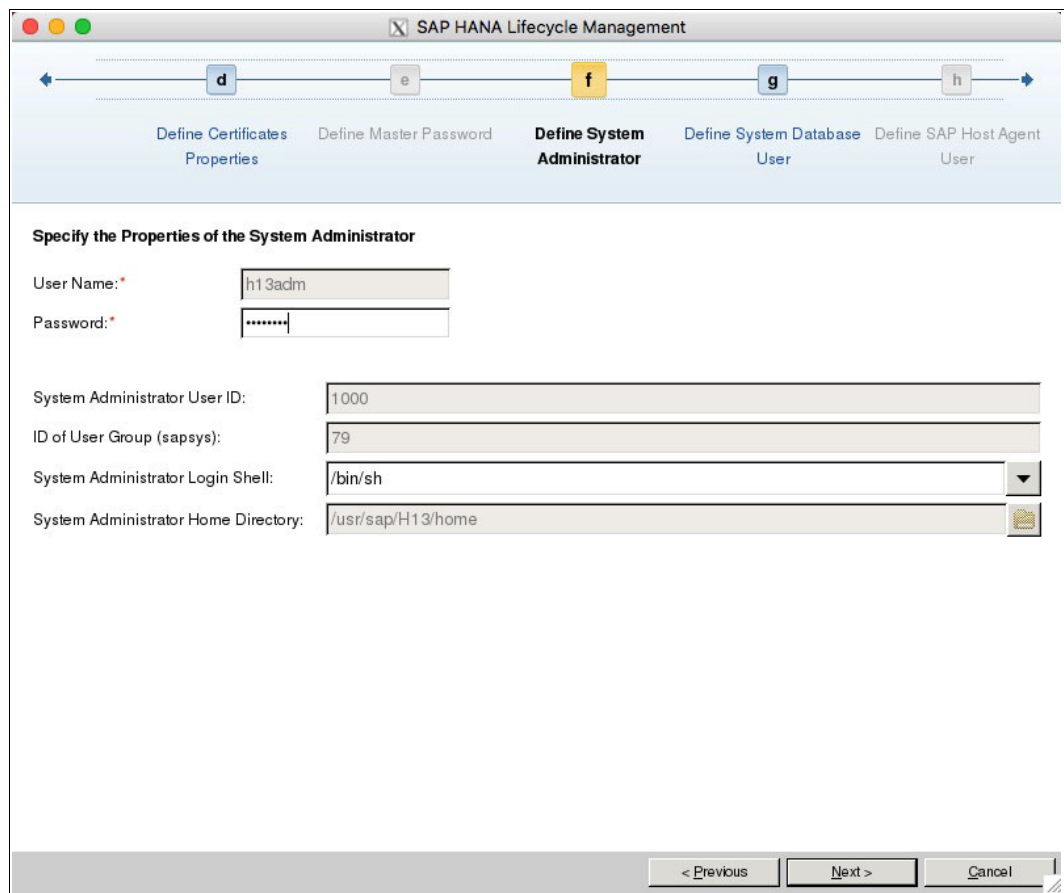 X SAP HANA Lifecycle Management
d e f g h
Define Certificates Define Master Password Define System Define System Database Define SAP Host Agent
Properties Administrator User User
Specify the Properties of the System Administrator
User Name:* h13adm
Password:* ••••••••
System Administrator User ID: 1000
ID of User Group (sapsys): 79
System Administrator Login Shell: /bin/sh
System Administrator Home Directory: /usr/sap/H13/home
< Previous Next > Cancel